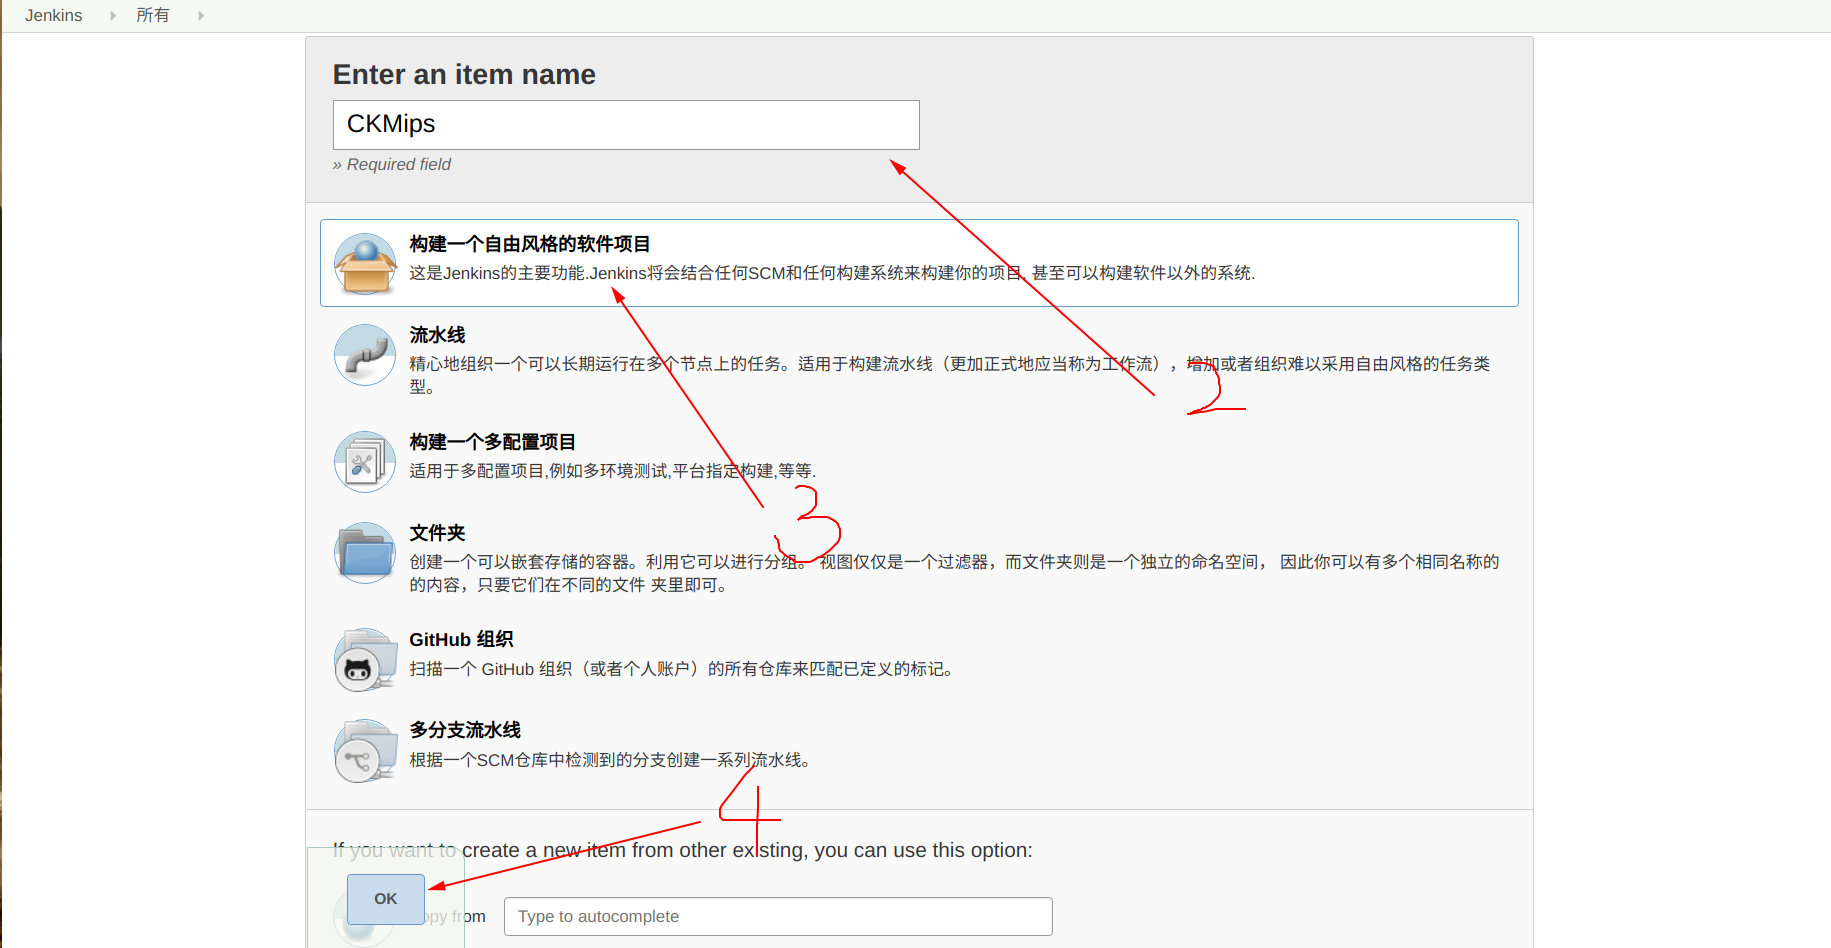 Jenkins 所有
Enter an item name
CKMips
» Required field
构建一个自由风格的软件项目
这是Jenkins的主要功能.Jenkins将会结合任何SCM和任何构建系统来构建你的项目, 甚至可以构建软件以外的系统.
流水线
精心地组织一个可以长期运行在多个节点上的任务。适用于构建流水线（更加正式地应当称为工作流），增加或者组织难以采用自由风格的任务类
型。
2
构建一个多配置项目
适用于多配置项目,例如多环境测试,平台指定构建,等等.
3
文件夹
创建一个可以嵌套存储的容器。利用它可以进行分组。 视图仅仅是一个过滤器，而文件夹则是一个独立的命名空间， 因此你可以有多个相同名称的
的内容，只要它们在不同的文件 夹里即可。
GitHub 组织
扫描一个 GitHub 组织（或者个人账户）的所有仓库来匹配已定义的标记。
多分支流水线
根据一个SCM仓库中检测到的分支创建一系列流水线。
4
If you want to create a new item from other existing, you can use this option:
OK
opy from Type to autocomplete